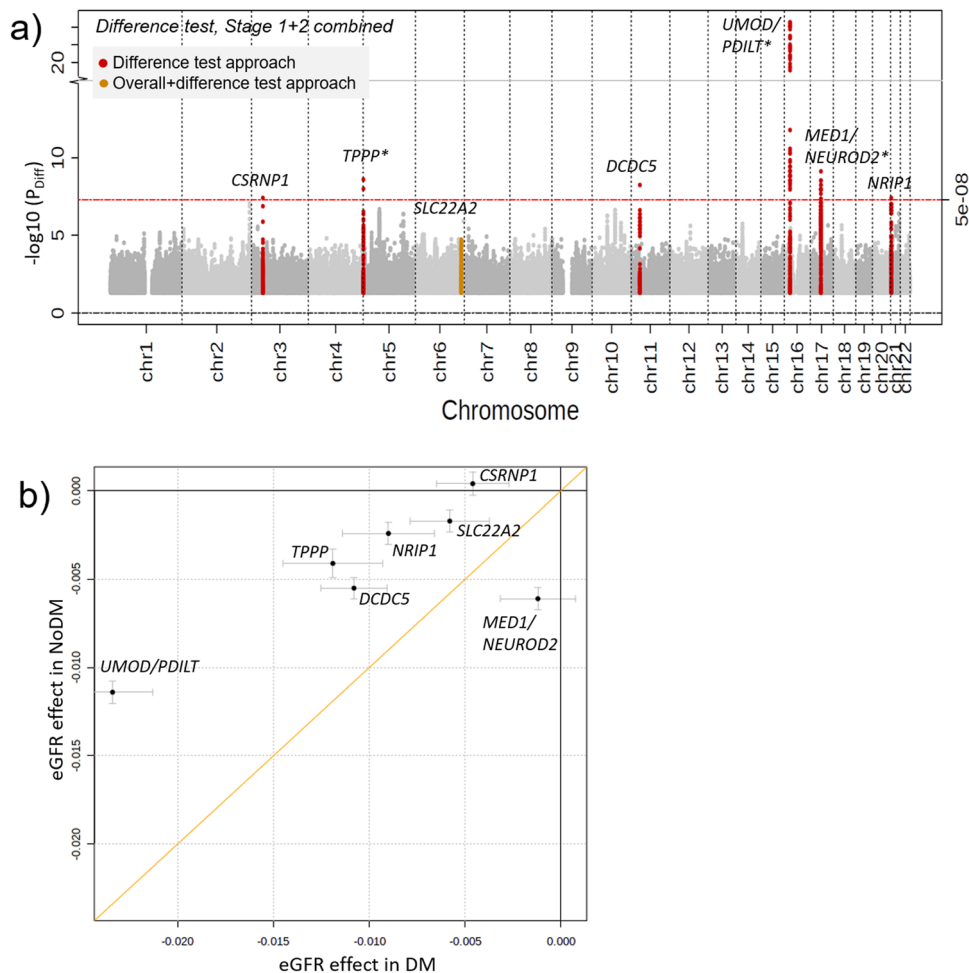 a)
Difference test, Stage 1+2 combined
Difference test approach
Overall+difference test approach
UMOD/
PDILT*
CSRNP1
TPPP*
SLC22A2
DCDC5
MED1/
NEUROD2*
NRIP1
-log10 (PDiff)
20
10
5
0
5e-08
chr1
chr2
chr3
chr4
chr5
chr6
chr7
chr8
chr9
chr10
chr11
chr12
chr13
chr14
chr15
chr16
chr17
chr18
chr19
chr20
chr21
chr22
Chromosome
b)
CSRNP1
SLC22A2
NRIP1
TPPP
DCDC5
MED1/
NEUROD2
UMOD/PDILT
eGFR effect in NoDM
0.000
-0.005
-0.010
-0.015
-0.020
-0.020
-0.015
-0.010
-0.005
0.000
eGFR effect in DM